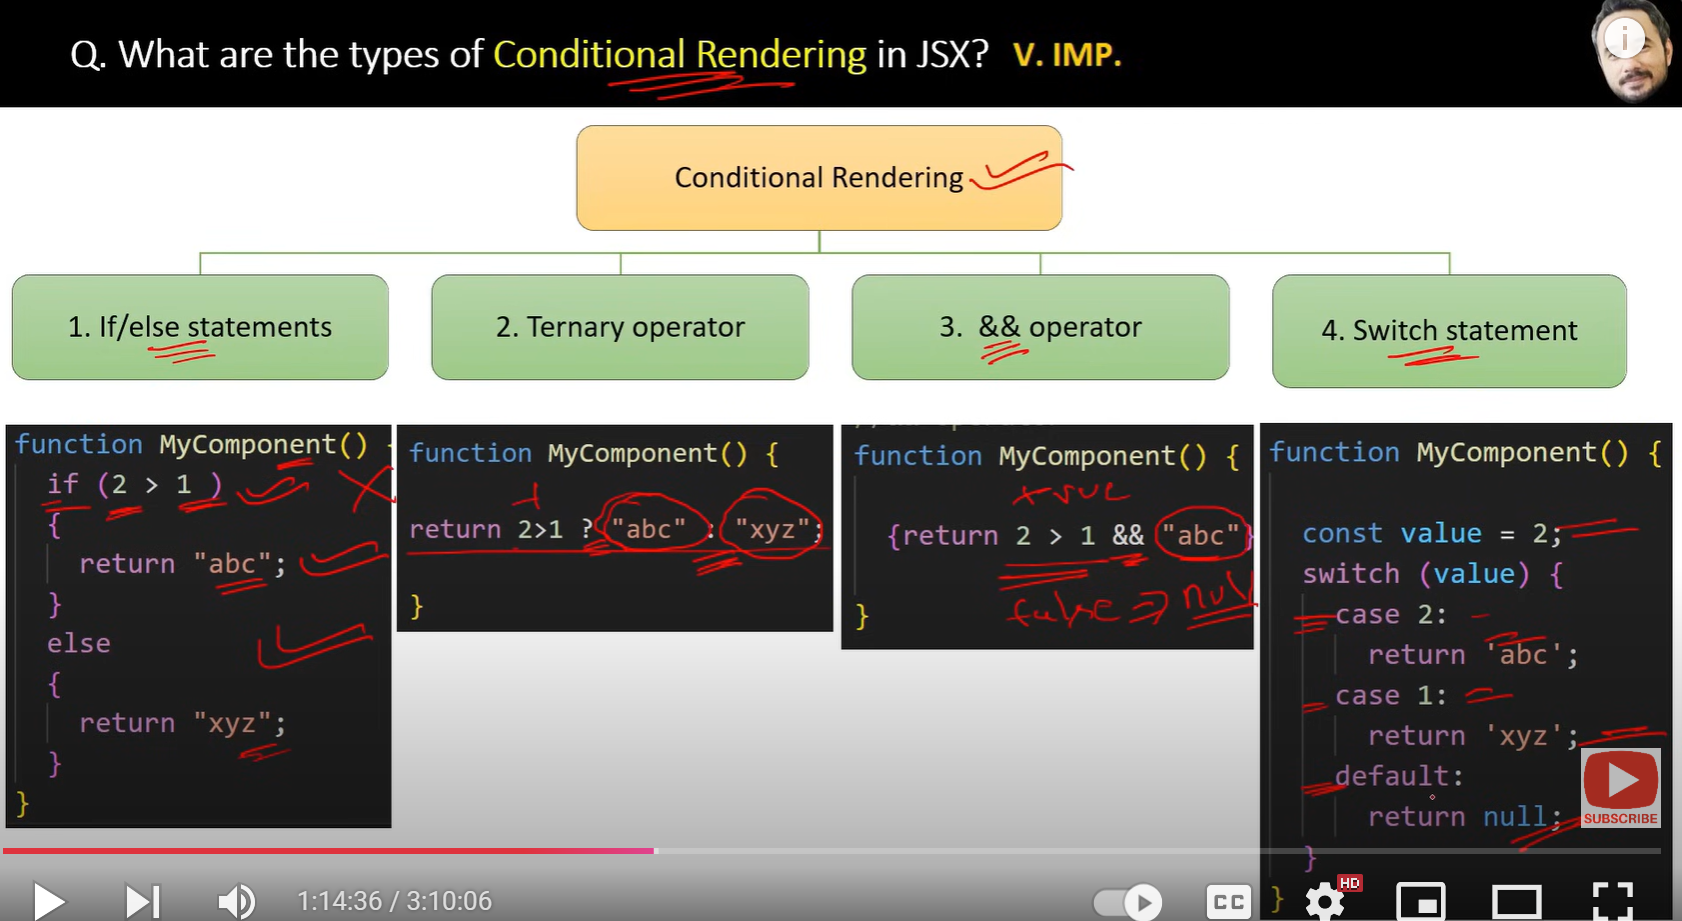 Q. What are the types of Conditional Rendering in JSX? V. IMP.
Conditional Rendering
1. If/else statements
2. Ternary operator
3. && operator
4. Switch statement
function MyComponent() {
if (2 > 1 )
{
return "abc";
}
else
{
return "xyz";
}
}
function MyComponent() {
return 2>1 ? "abc" : "xyz";
}
function MyComponent() {
true
{return 2 > 1 && "abc"}
false => null
}
function MyComponent() {
const value = 2;
switch (value) {
case 2:
return 'abc';
case 1:
return 'xyz';
default:
return null;
}
}
SUBSCRIBE
1:14:36 / 3:10:06
CC
HD